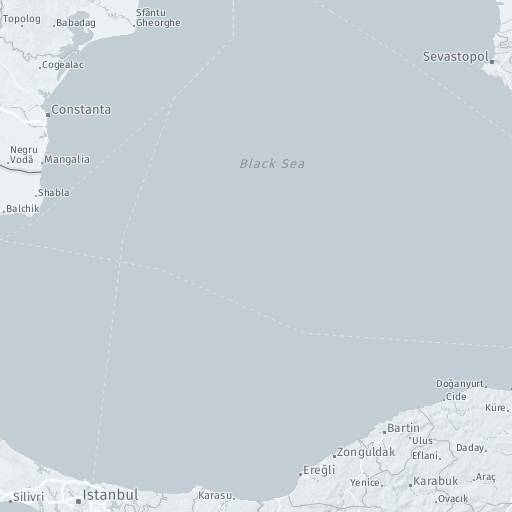 Sfântu
Gheorghe
Topolog
Babadag
Sevastopol
Cogealac
Constanta
Negru
Vodă
Mangalia
Black Sea
Shabla
Balchik
Doğanyurt
Cide
Küre
Bartin
Ulus
Daday
Zonguldak
Eflani
Ereğli
Araç
Yenice
Karabuk
Silivri
Istanbul
Karasu
Ovacık